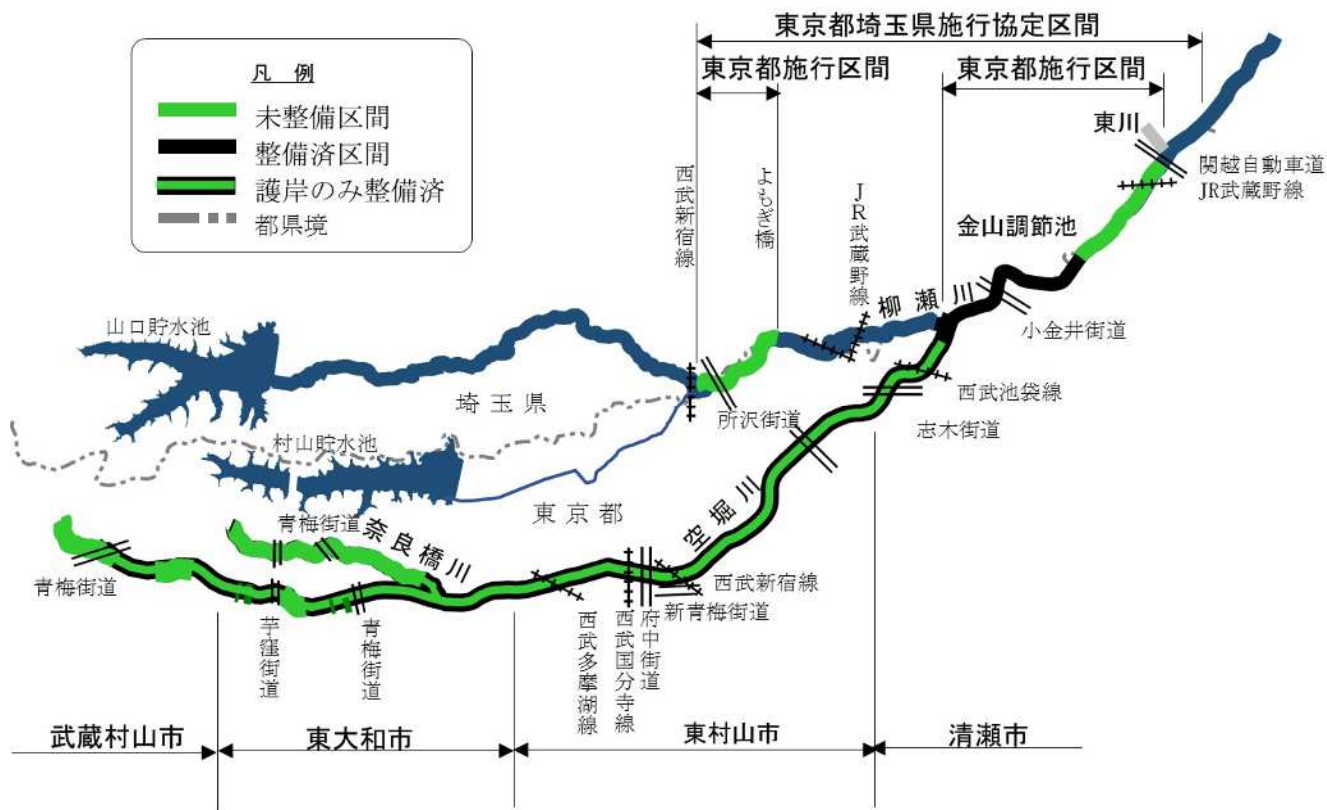 東京都埼玉県施行協定区間
東京都施行区間
東京都施行区間
凡 例
未整備区間
整備済区間
護岸のみ整備済
都県境
東川
関越自動車道
JR武蔵野線
西武新宿線
よもぎ橋
JR武蔵野線
金山調節池
柳瀬川
小金井街道
山口貯水池
埼玉県
所沢街道
西武池袋線
志木街道
村山貯水池
東京都
空堀川
青梅街道
奈良橋川
青梅街道
芋窪街道
青梅街道
西武多摩湖線
西武国分寺線
府中街道
新青梅街道
西武新宿線
武蔵村山市
東大和市
東村山市
清瀬市